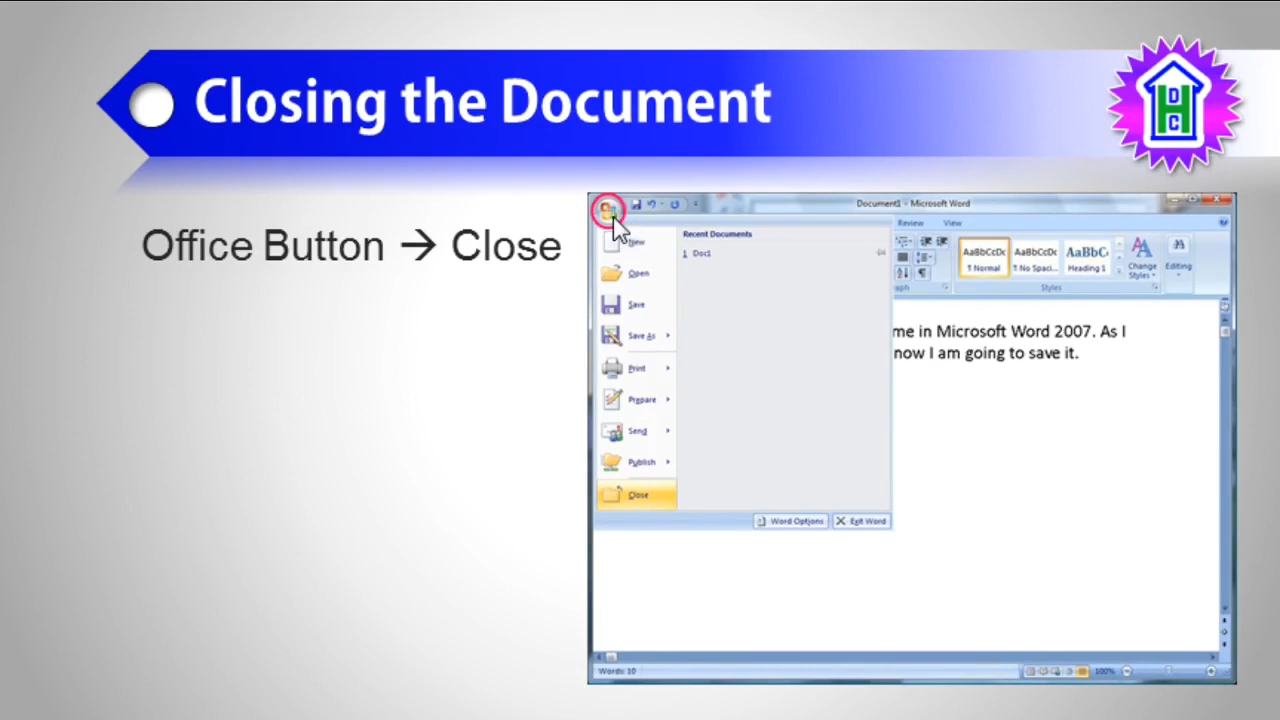 Closing the Document
D
H
C
Office Button → Close
Document1 - Microsoft Word
New
Open
Save
Save As
Print
Prepare
Send
Publish
Close
Recent Documents
1 Doc1
Word Options
Exit Word
Review View
AaBbCcDc AaBbCcDc AaBbC
¶ Normal ¶ No Spaci... Heading 1
Change Styles
Editing
Styles
me in Microsoft Word 2007. As I
now I am going to save it.
Words: 10
100%